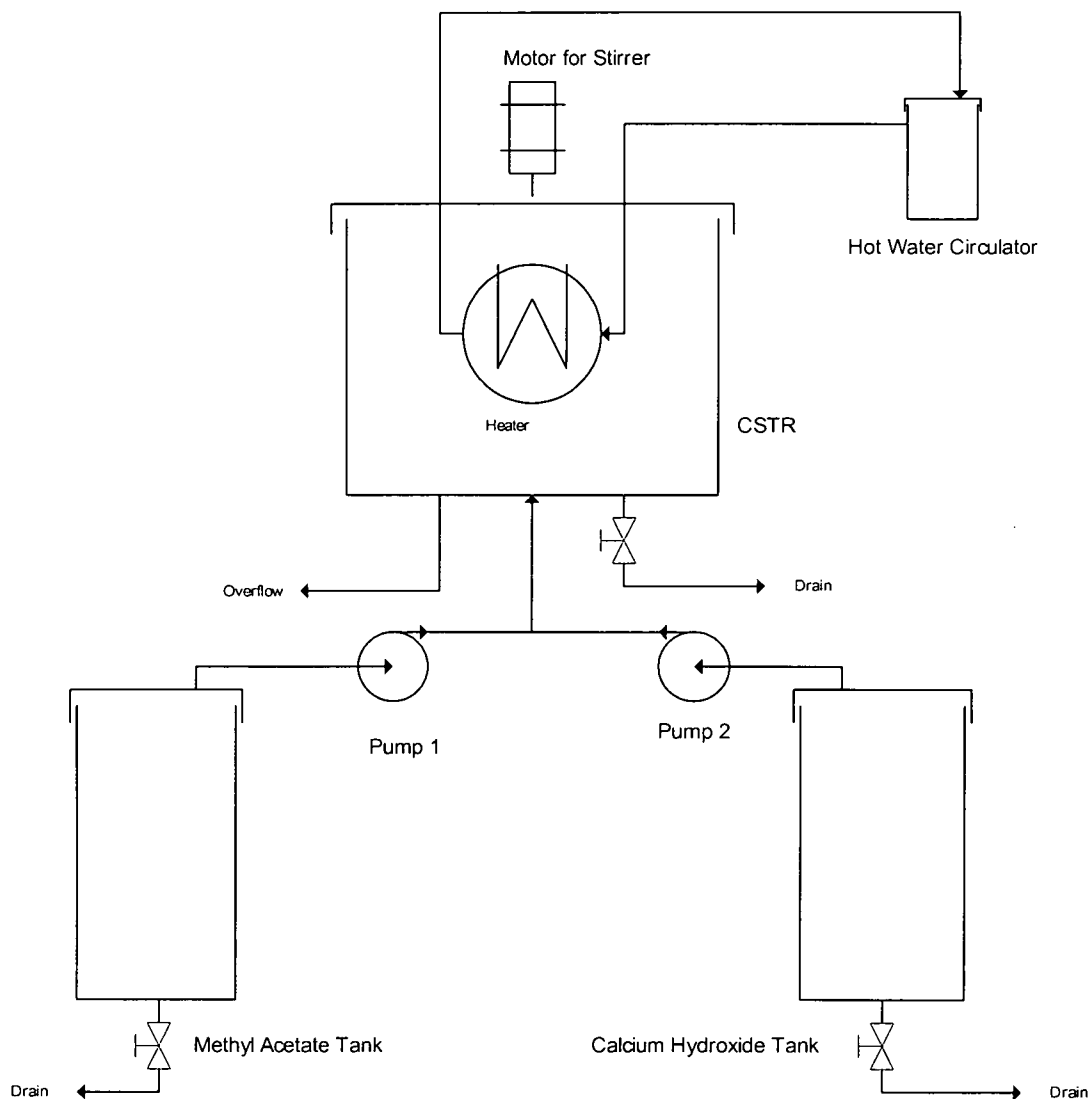 Motor for Stirrer
Hot Water Circulator
Heater
CSTR
Overflow
Drain
Pump 1
Pump 2
Methyl Acetate Tank
Calcium Hydroxide Tank
Drain
Drain